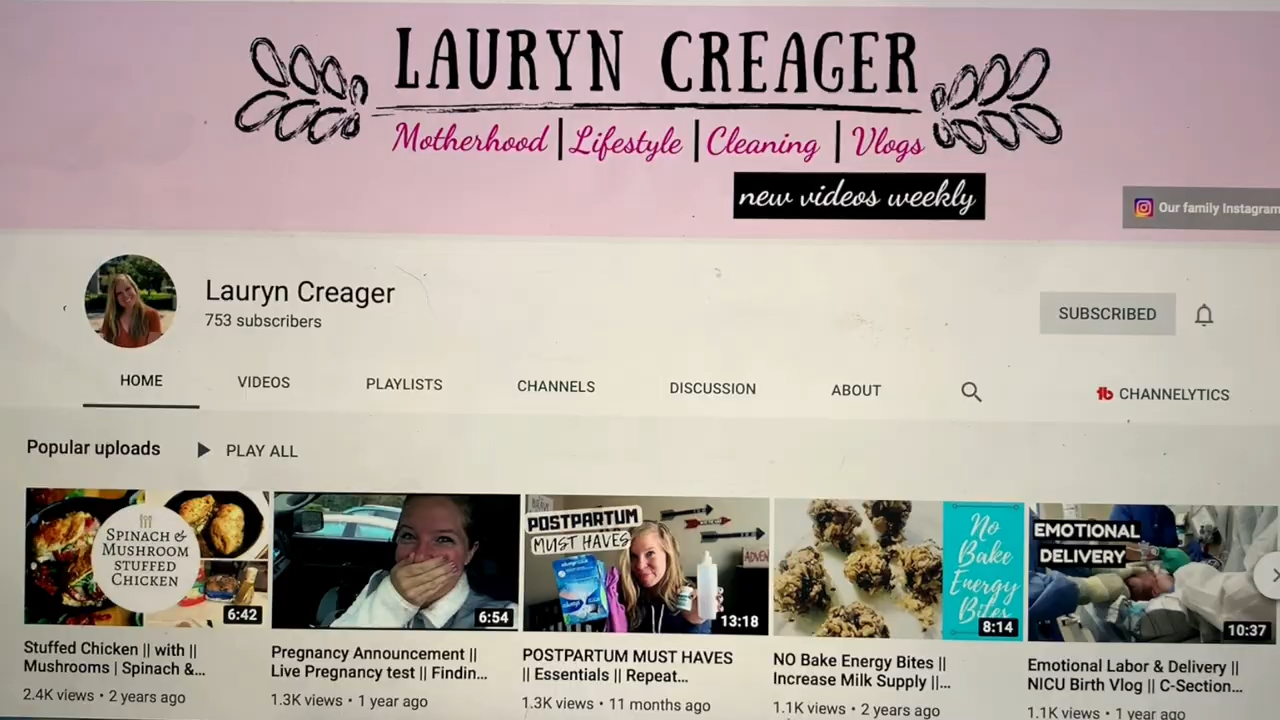 LAURYN CREAGER
Motherhood | Lifestyle | Cleaning | Vlogs
new videos weekly
Our family Instagram
Lauryn Creager
753 subscribers
SUBSCRIBED
HOME
VIDEOS
PLAYLISTS
CHANNELS
DISCUSSION
ABOUT
CHANNELYTICS
Popular uploads
PLAY ALL
SPINACH &
MUSHROOM
STUFFED
CHICKEN
6:42
6:54
POSTPARTUM
MUST HAVES
13:18
No
Bake
Energy
Bites
8:14
EMOTIONAL
DELIVERY
10:37
Stuffed Chicken || with ||
Mushrooms | Spinach &...
2.4K views • 2 years ago
Pregnancy Announcement ||
Live Pregnancy test || Findin...
1.3K views • 1 year ago
POSTPARTUM MUST HAVES
|| Essentials || Repeat...
1.3K views • 11 months ago
NO Bake Energy Bites ||
Increase Milk Supply ||...
1.1K views • 2 years ago
Emotional Labor & Delivery ||
NICU Birth Vlog || C-Section...
1.1K views • 1 year ago